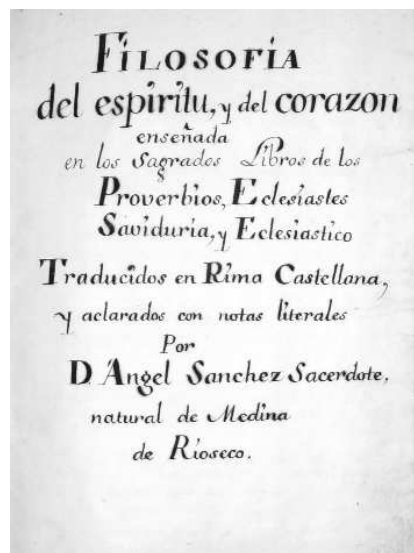 Filosofia
del espiritu, y del corazon
enseñada
en los Sagrados Libros de los
Proverbios, Eclesiastes
Saviduria, y Eclesiastico
Traducidos en Rima Castellana,
y aclarados con notas literales
Por
D Angel Sanchez Sacerdote,
natural de Medina
de Rioseco.